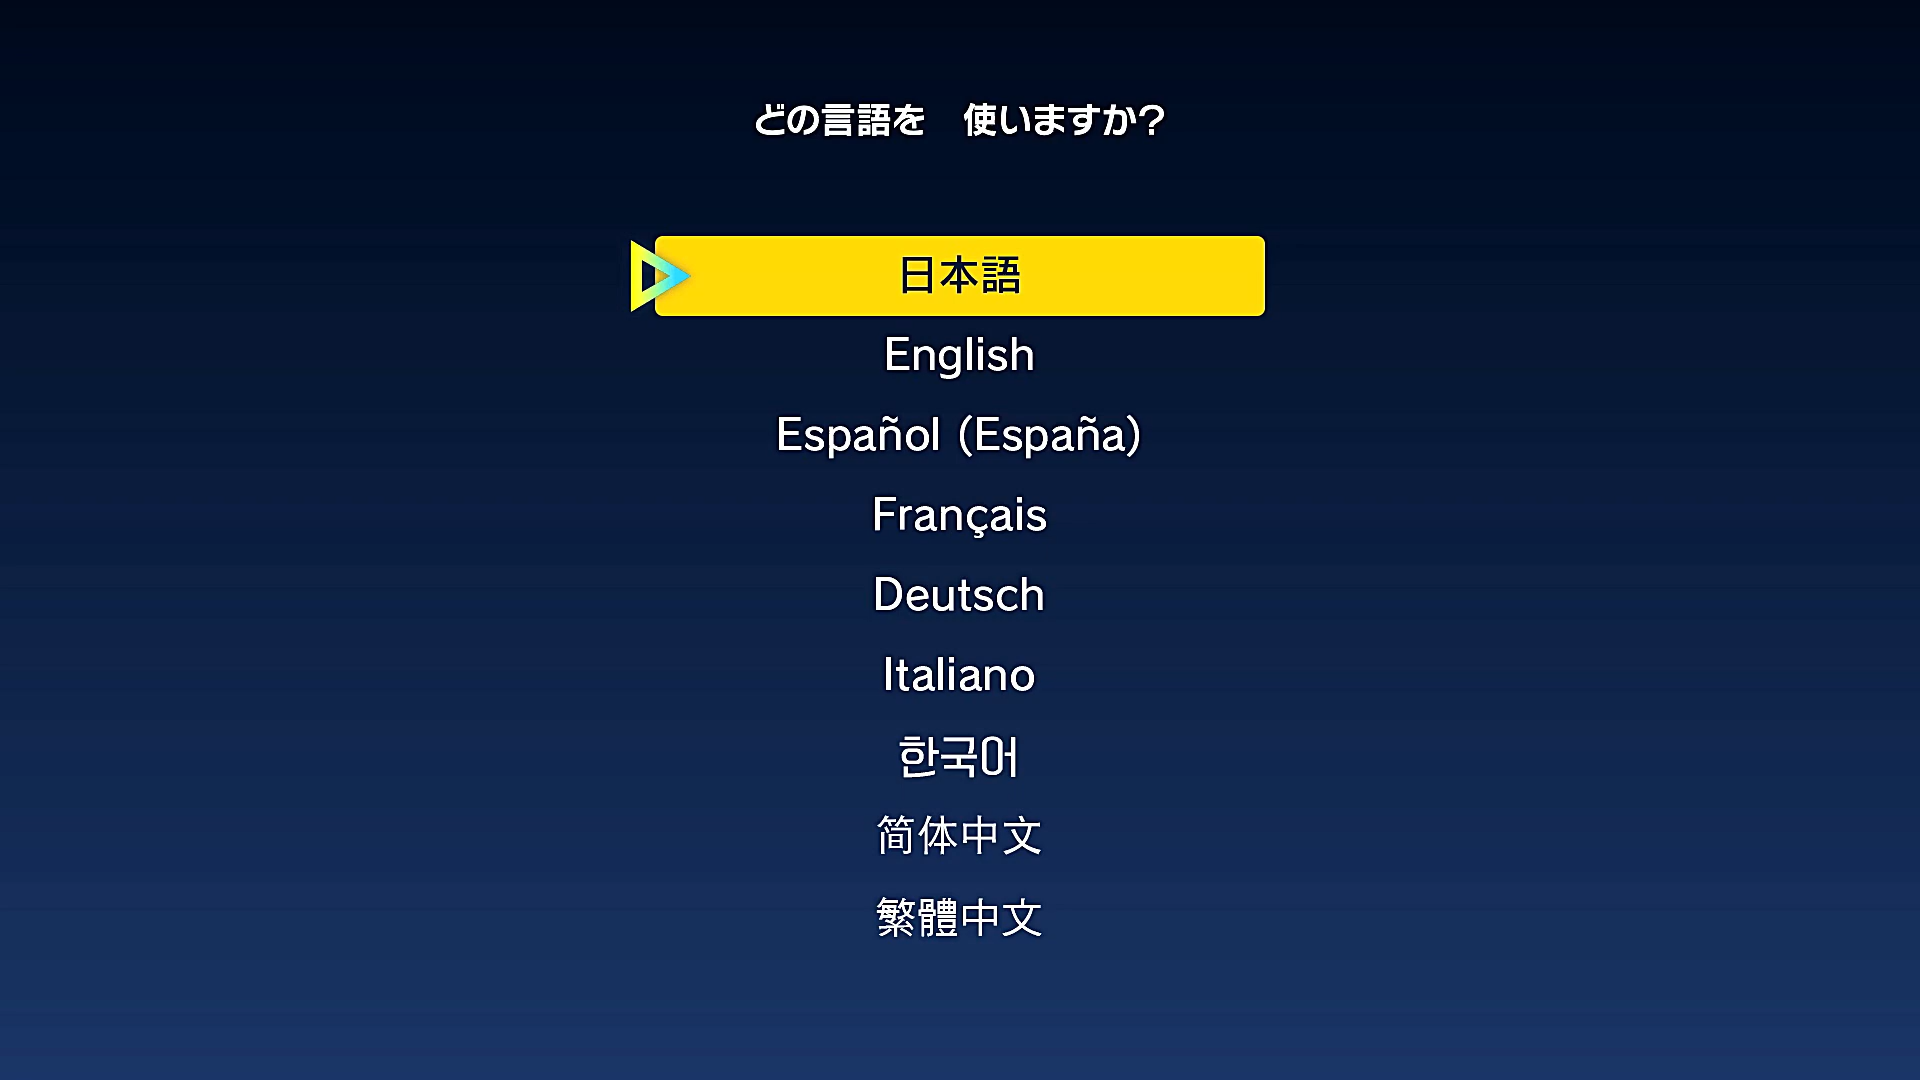 どの言語を　使いますか?
日本語
English
Español (España)
Français
Deutsch
Italiano
한국어
简体中文
繁體中文